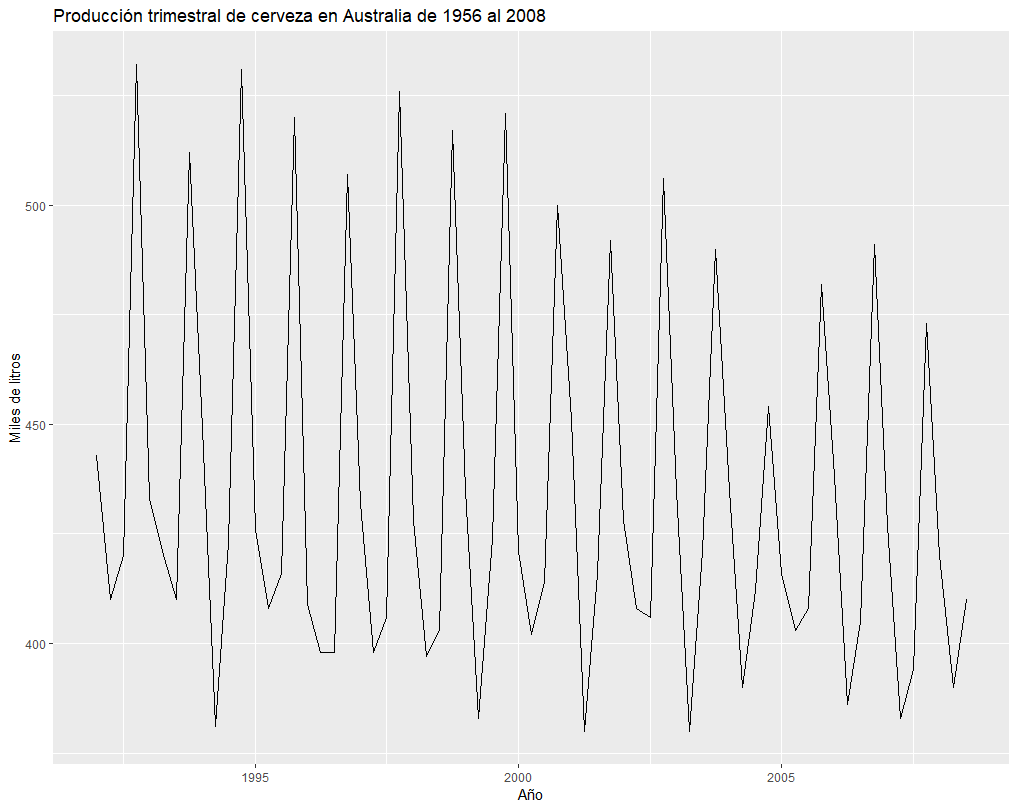 Producción trimestral de cerveza en Australia de 1956 al 2008
Miles de litros
500
450
400
1995
2000
2005
Año